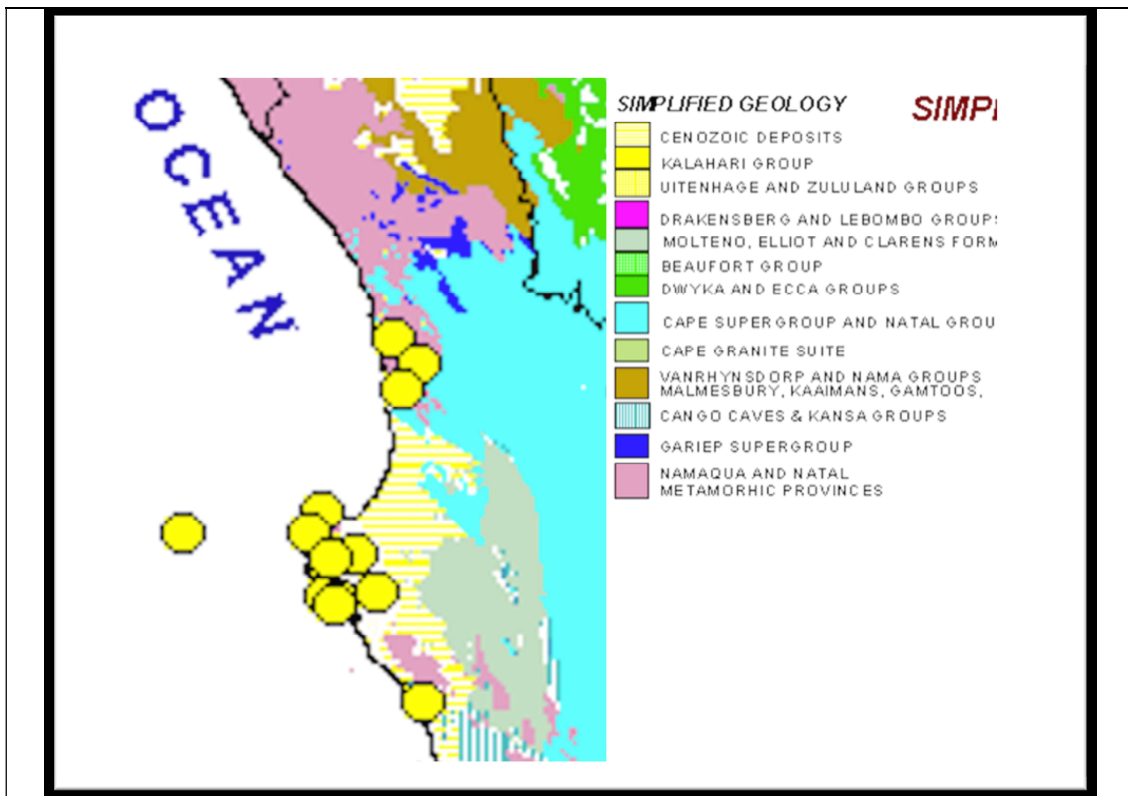 OCEAN
SIMPLIFIED GEOLOGY
SIMPL
CENOZOIC DEPOSITS
KALAHARI GROUP
UITENHAGE AND ZULULAND GROUPS
DRAKENSBERG AND LEBOMBO GROUPS
MOLTENO, ELLIOT AND CLARENS FORM
BEAUFORT GROUP
DWYKA AND ECCA GROUPS
CAPE SUPERGROUP AND NATAL GROU
CAPE GRANITE SUITE
VANRHYNSDORP AND NAMA GROUPS
MALMESBURY, KAAIMANS, GAMTOOS,
CANGO CAVES & KANSA GROUPS
GARIEP SUPERGROUP
NAMAQUA AND NATAL
METAMORHIC PROVINCES